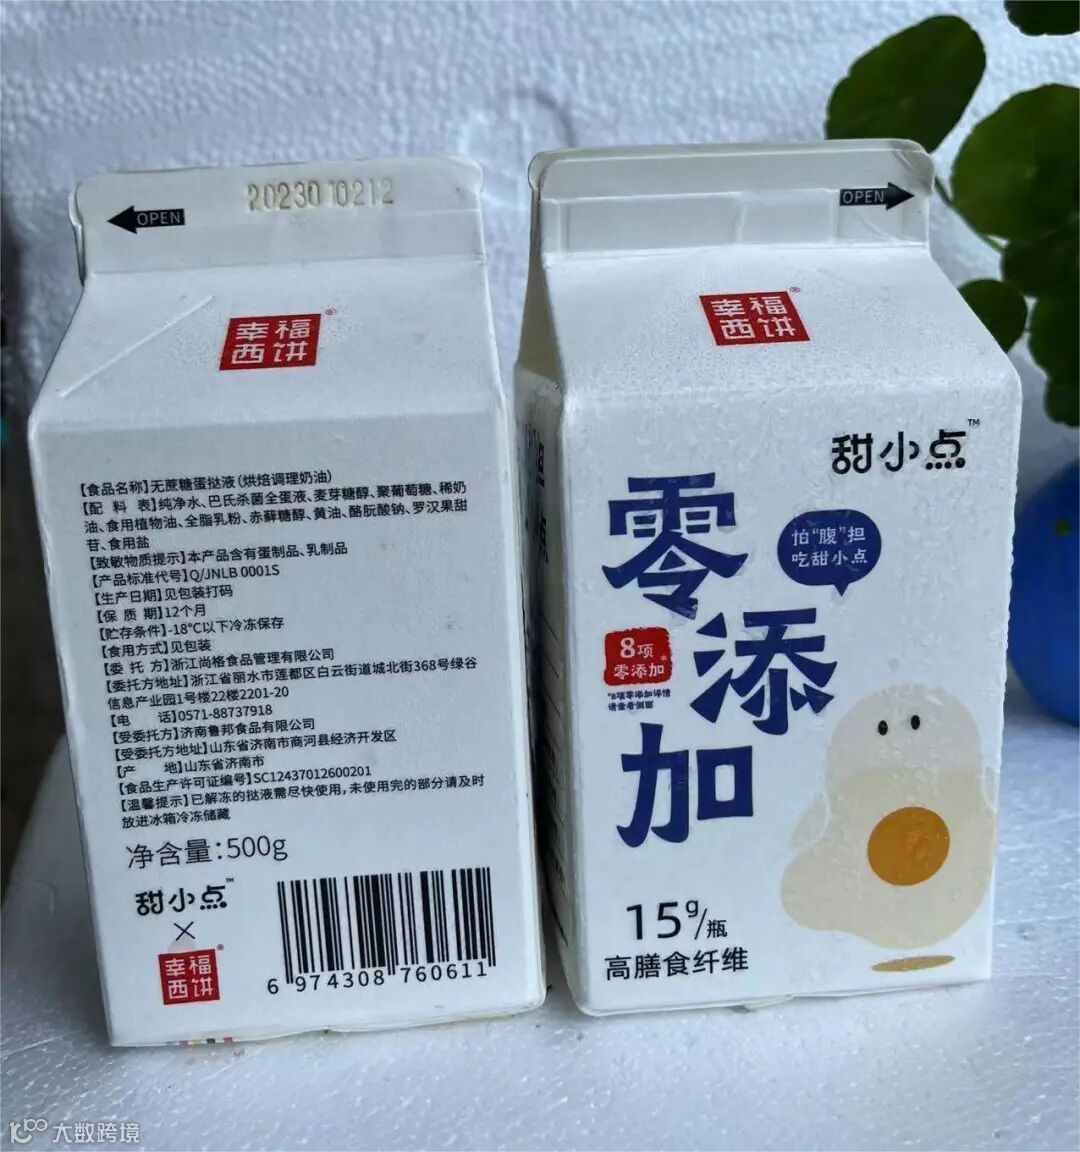 OPEN
2023010212
幸福
西饼
®
【食品名称】无蔗糖蛋挞液(烘焙调理奶油)
【配 料 表】纯净水、巴氏杀菌全蛋液、麦芽糖醇、聚葡萄糖、稀奶
油、食用植物油、全脂乳粉、赤藓糖醇、黄油、酪朊酸钠、罗汉果甜
苷、食用盐
【致敏物质提示】本产品含有蛋制品、乳制品
【产品标准代号】Q/JNLB 0001S
【生产日期】见包装打码
【保 质 期】12个月
【贮存条件】-18°C以下冷冻保存
【食用方式】见包装
【委 托 方】浙江尚格食品管理有限公司
【委托方地址】浙江省丽水市莲都区白云街道城北街368号绿谷
信息产业园1号楼22楼2201-20
【电 话】0571-88737918
【受委托方】济南鲁邦食品有限公司
【受委托方地址】山东省济南市商河县经济开发区
【产 地】山东省济南市
【食品生产许可证编号】SC12437012600201
【温馨提示】已解冻的挞液需尽快使用,未使用完的部分请及时
放进冰箱冷冻储藏
净含量:500g
甜小点™
×
幸福
西饼
®
6 974308 760611
OPEN
幸福
西饼
®
甜小点™
零添加
怕“腹”担
吃甜小点
8项
零添加*
*8项零添加详情
请查看侧面
15g/瓶
高膳食纤维
大数跨境